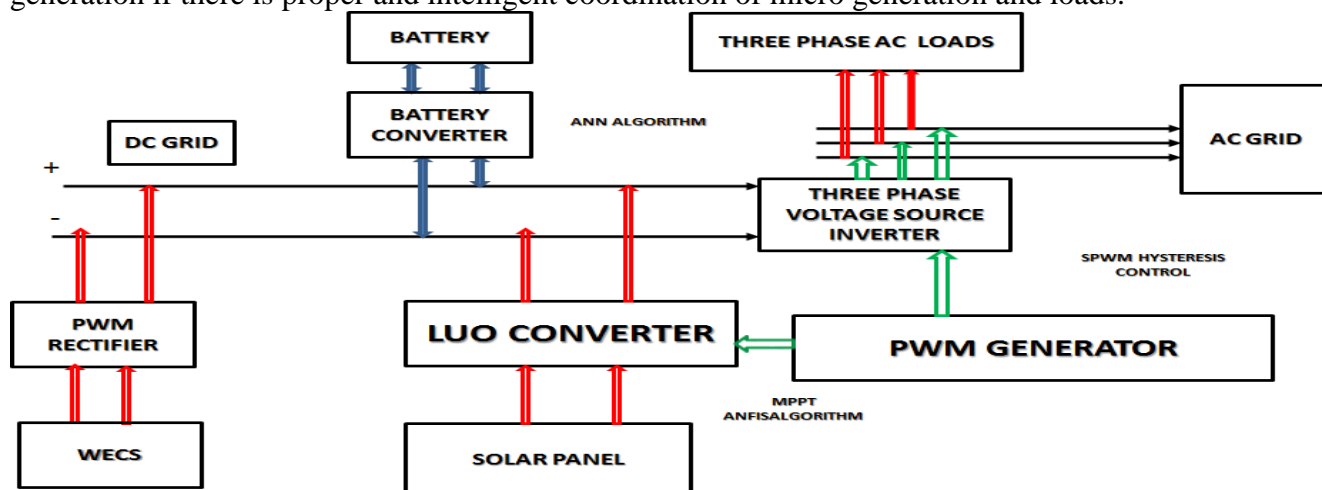 generation if there is proper and intelligent coordination of micro generation and loads.
BATTERY
THREE PHASE AC LOADS
BATTERY
CONVERTER
ANN ALGORITHM
DC GRID
AC GRID
+
-
THREE PHASE
VOLTAGE SOURCE
INVERTER
SPWM HYSTERESIS
CONTROL
PWM
RECTIFIER
LUO CONVERTER
PWM GENERATOR
MPPT
ANFISALGORITHM
WECS
SOLAR PANEL